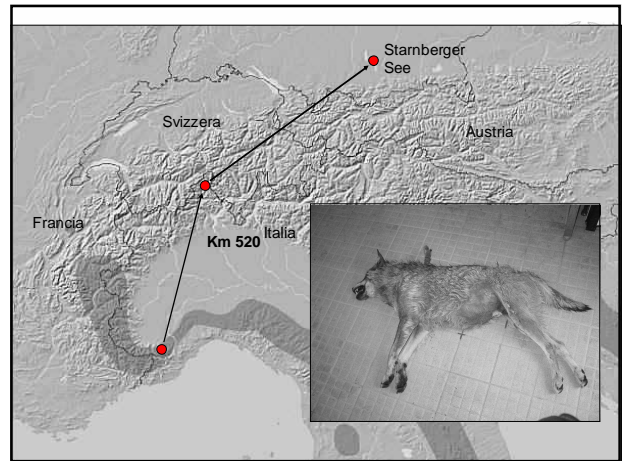 Starnberger
See
Svizzera
Austria
Francia
Italia
Km 520